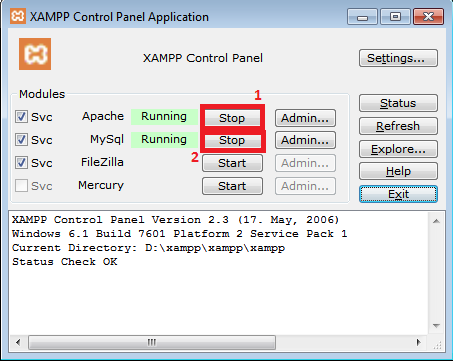 XAMPP Control Panel Application
XAMPP Control Panel
Settings...
Modules
1
Svc Apache Running Stop Admin...
Svc MySql Running Stop Admin...
2
Svc FileZilla Start Admin...
Svc Mercury Start Admin...
Status
Refresh
Explore...
Help
Exit
XAMPP Control Panel Version 2.3 (17. May, 2006)
Windows 6.1 Build 7601 Platform 2 Service Pack 1
Current Directory: D:\xampp\xampp\xampp
Status Check OK